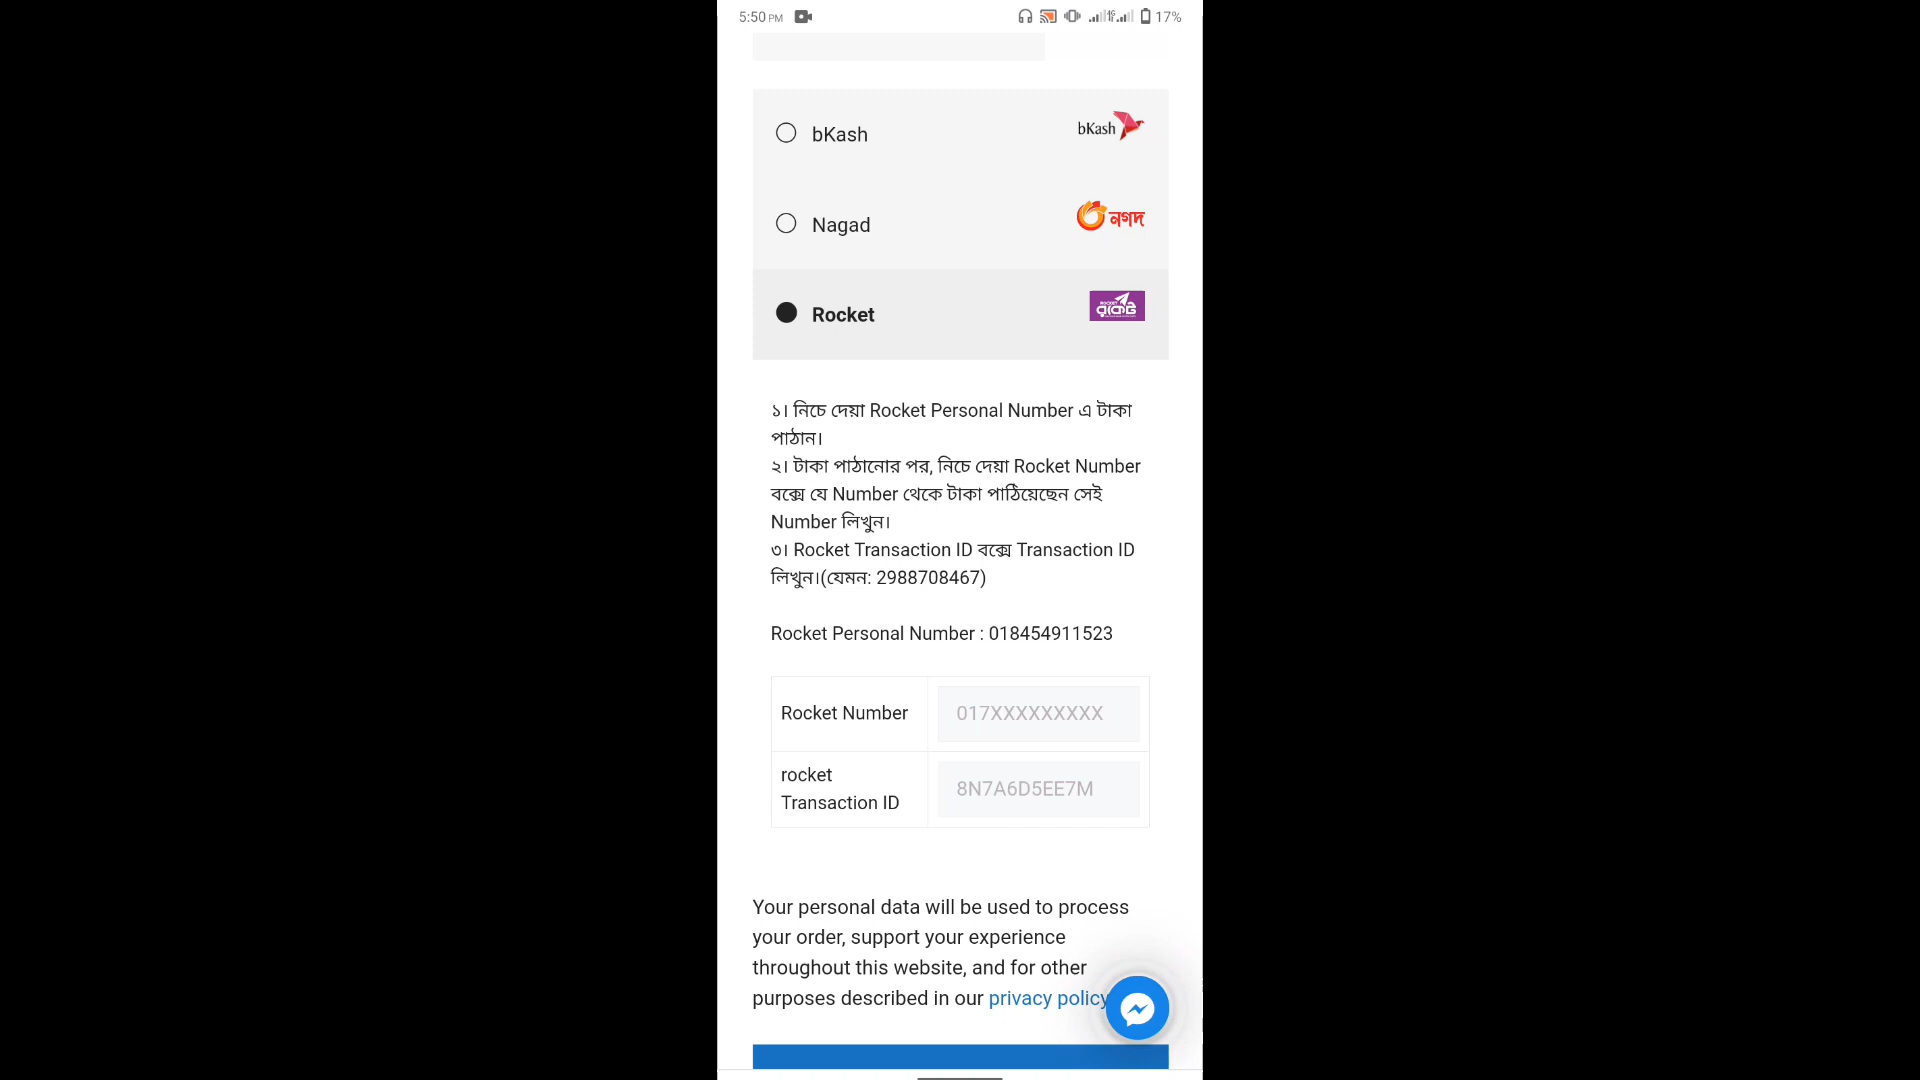 5:50 PM
17%
bKash
bKash
Nagad
নগদ
Rocket
ROCKET
রকেট
১। নিচে দেয়া Rocket Personal Number এ টাকা
পাঠান।
২। টাকা পাঠানোর পর, নিচে দেয়া Rocket Number
বক্সে যে Number থেকে টাকা পাঠিয়েছেন সেই
Number লিখুন।
৩। Rocket Transaction ID বক্সে Transaction ID
লিখুন।(যেমন: 2988708467)
Rocket Personal Number : 018454911523
Rocket Number
017XXXXXXXXX
rocket
Transaction ID
8N7A6D5EE7M
Your personal data will be used to process
your order, support your experience
throughout this website, and for other
purposes described in our privacy policy